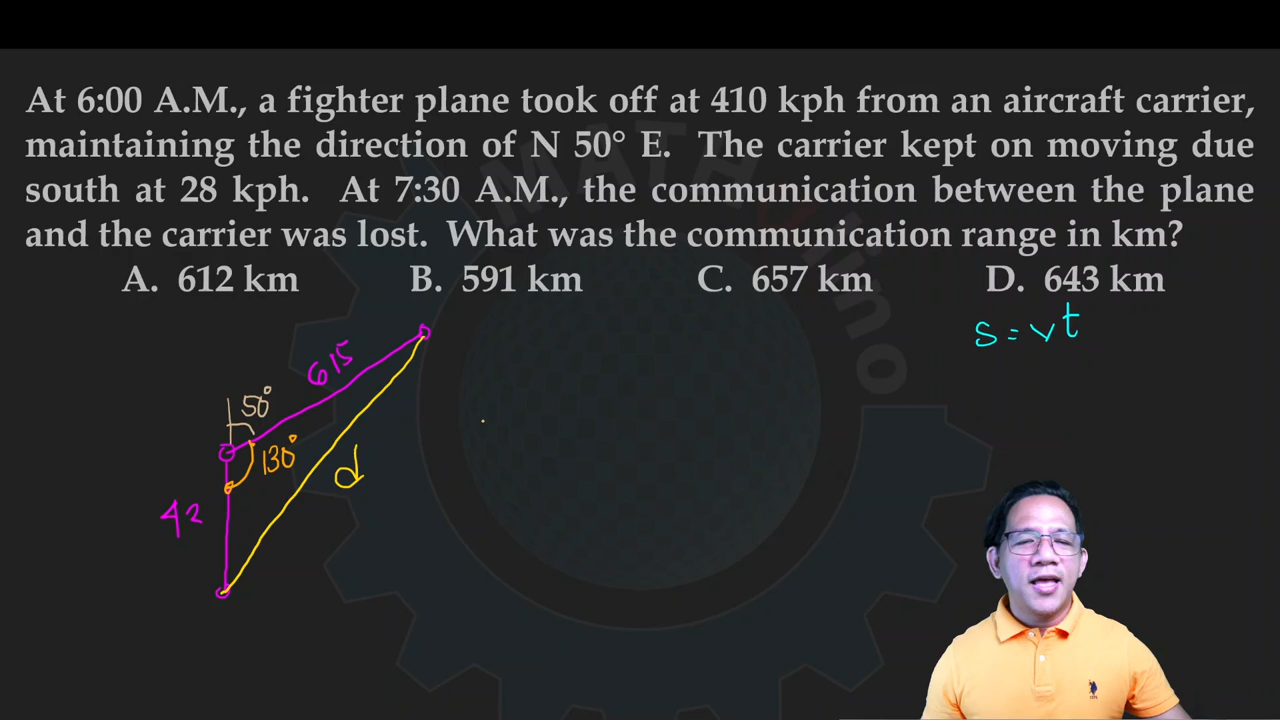 At 6:00 A.M., a fighter plane took off at 410 kph from an aircraft carrier,
maintaining the direction of N 50° E. The carrier kept on moving due
south at 28 kph. At 7:30 A.M., the communication between the plane
and the carrier was lost. What was the communication range in km?
A. 612 km B. 591 km C. 657 km D. 643 km
s = vt
615
50°
130°
d
42
MATH
lino